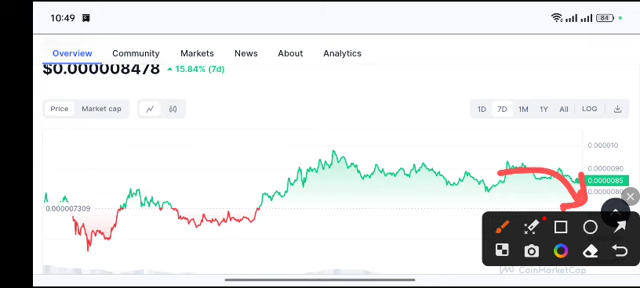 10:49
84
Overview Community Markets News About Analytics
$0.000008478 15.84% (7d)
Price Market cap 1D 7D 1M 1Y All LOG
0.000010
0.0000090
0.0000085
0.0000080
0.000007309
CoinMarketCap